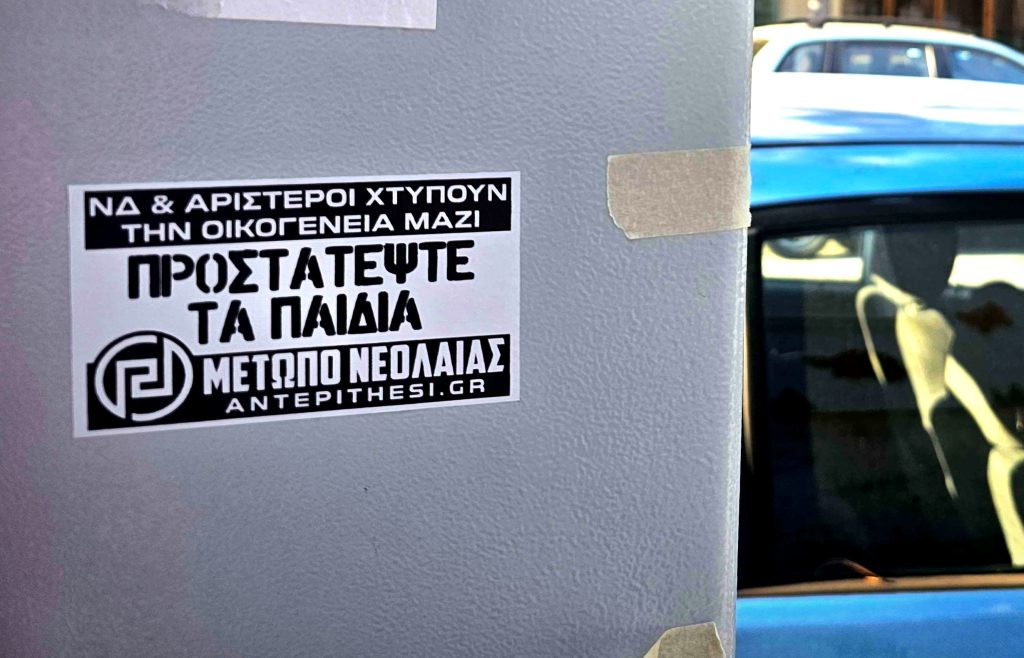 ΝΔ & ΑΡΙΣΤΕΡΟΙ ΧΤΥΠΟΥΝ
ΤΗΝ ΟΙΚΟΓΕΝΕΙΑ ΜΑΖΙ
ΠΡΟΣΤΑΤΕΨΤΕ
ΤΑ ΠΑΙΔΙΑ
ΜΕΤΩΠΟ ΝΕΟΛΑΙΑΣ
ANTEPITHESI.GR